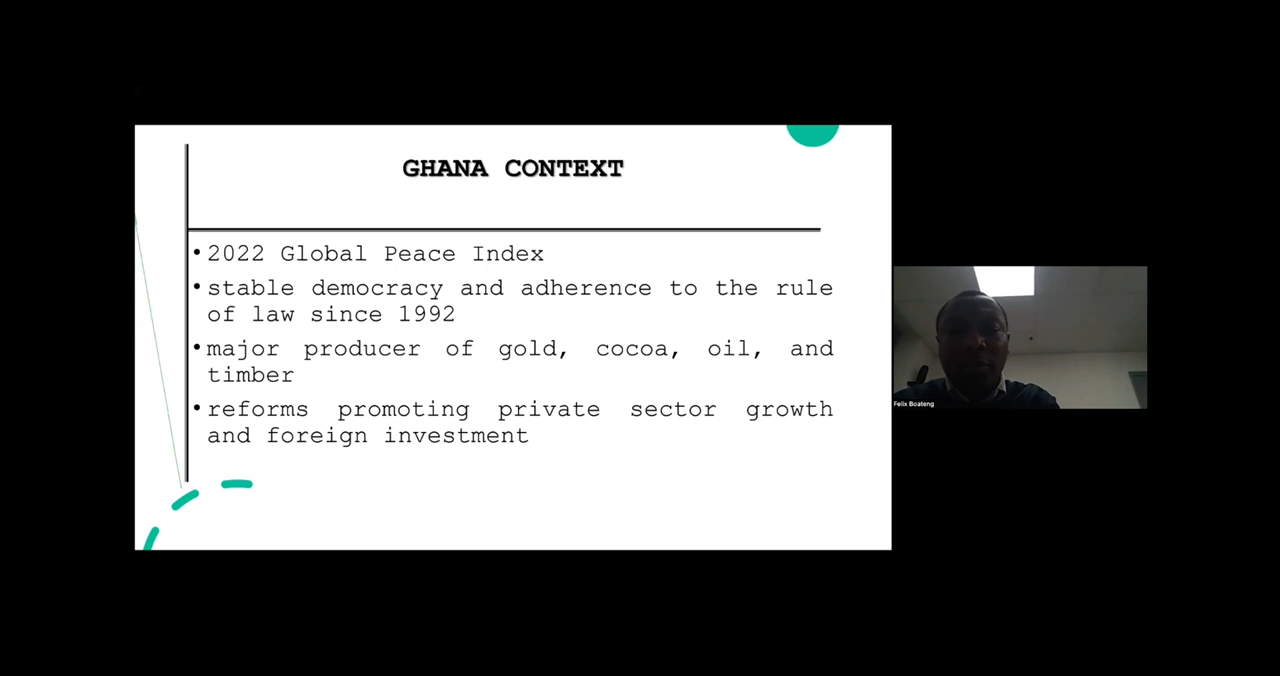 GHANA CONTEXT
•2022 Global Peace Index
•stable democracy and adherence to the rule
of law since 1992
•major producer of gold, cocoa, oil, and
timber
•reforms promoting private sector growth
and foreign investment
Felix Boateng